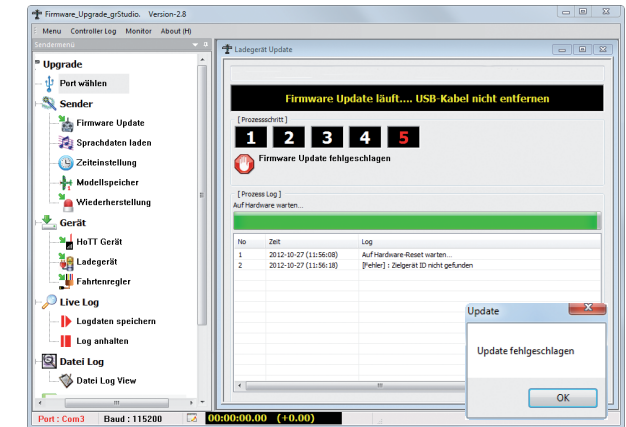 Firmware_Upgrade_grStudio.   Version-2.8
Menu   Controller Log   Monitor   About (H)
Sendermenü
Upgrade
Port wählen
Sender
Firmware Update
Sprachdaten laden
Zeiteinstellung
Modellspeicher
Wiederherstellung
Gerät
HoTT Gerät
Ladegerät
Fahrtenregler
Live Log
Logdaten speichern
Log anhalten
Datei Log
Datei Log View
Ladegerät Update
Firmware Update läuft.... USB-Kabel nicht entfernen
[ Prozessschritt ]
1 2 3 4 5
Firmware Update fehlgeschlagen
[ Prozess Log ]
Auf Hardware warten...
No   Zeit   Log
1   2012-10-27 (11:56:08)   Auf Hardware-Reset warten...
2   2012-10-27 (11:56:18)   [Fehler] : Zielgerät ID nicht gefunden
Update
Update fehlgeschlagen
OK
Port : Com3   Baud : 115200   00:00:00.00   (+0.00)